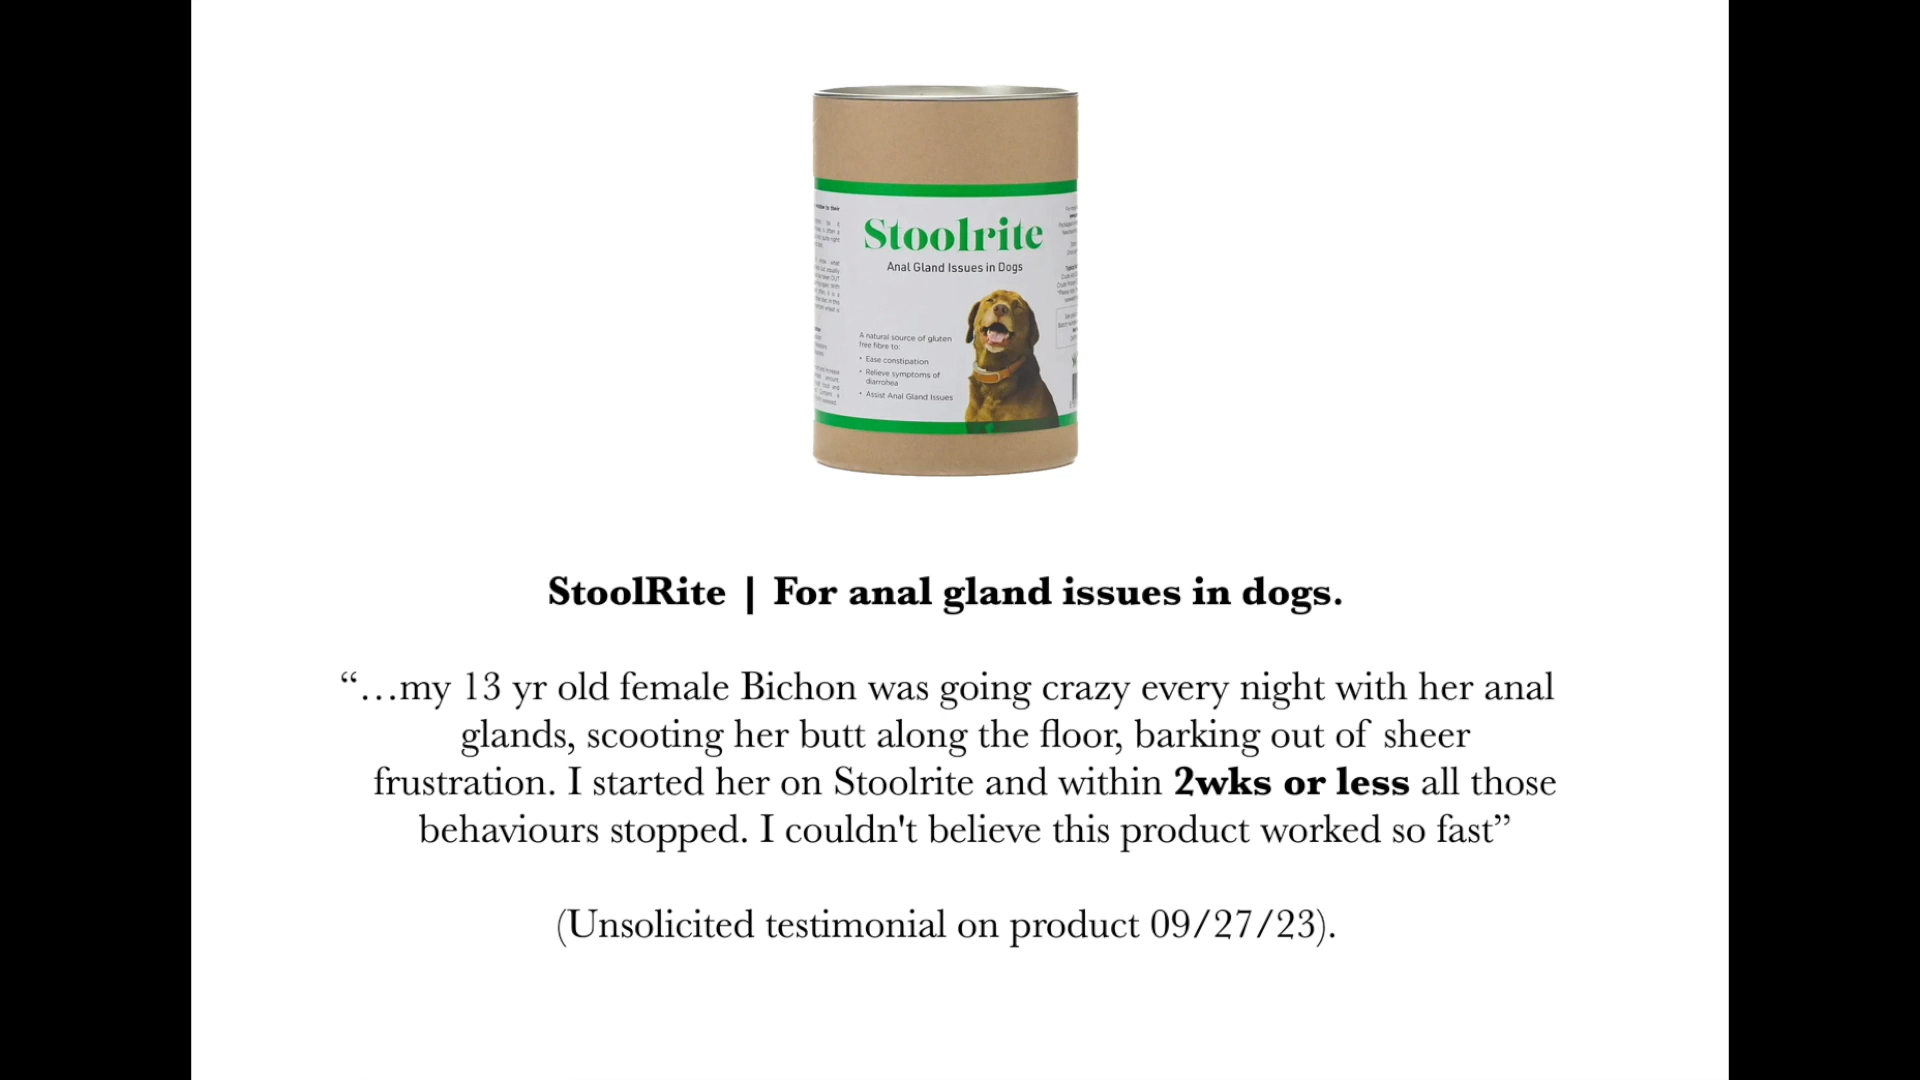 Stoolrite
Anal Gland Issues in Dogs
A natural source of gluten
free fibre to:
• Ease constipation
• Relieve symptoms of
diarrohea
• Assist Anal Gland Issues
StoolRite | For anal gland issues in dogs.
“…my 13 yr old female Bichon was going crazy every night with her anal
glands, scooting her butt along the floor, barking out of sheer
frustration. I started her on Stoolrite and within 2wks or less all those
behaviours stopped. I couldn't believe this product worked so fast”
(Unsolicited testimonial on product 09/27/23).